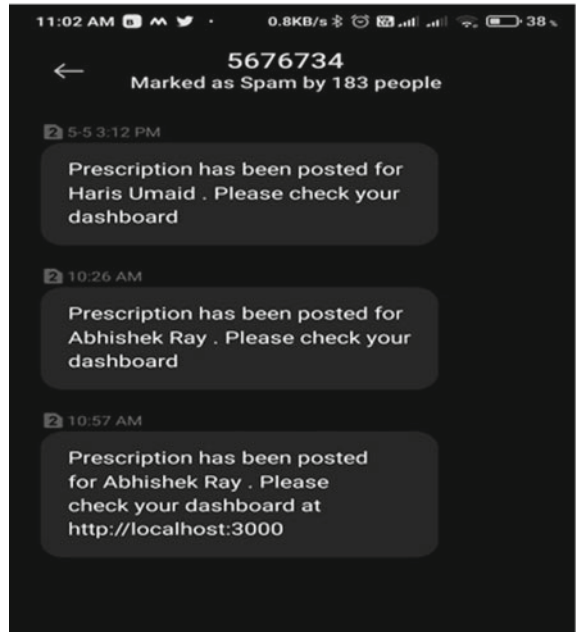 11:02 AM 0.8KB/s 38%
5676734
Marked as Spam by 183 people
2 5-5 3:12 PM
Prescription has been posted for
Haris Umaid . Please check your
dashboard
2 10:26 AM
Prescription has been posted for
Abhishek Ray . Please check your
dashboard
2 10:57 AM
Prescription has been posted
for Abhishek Ray . Please
check your dashboard at
http://localhost:3000